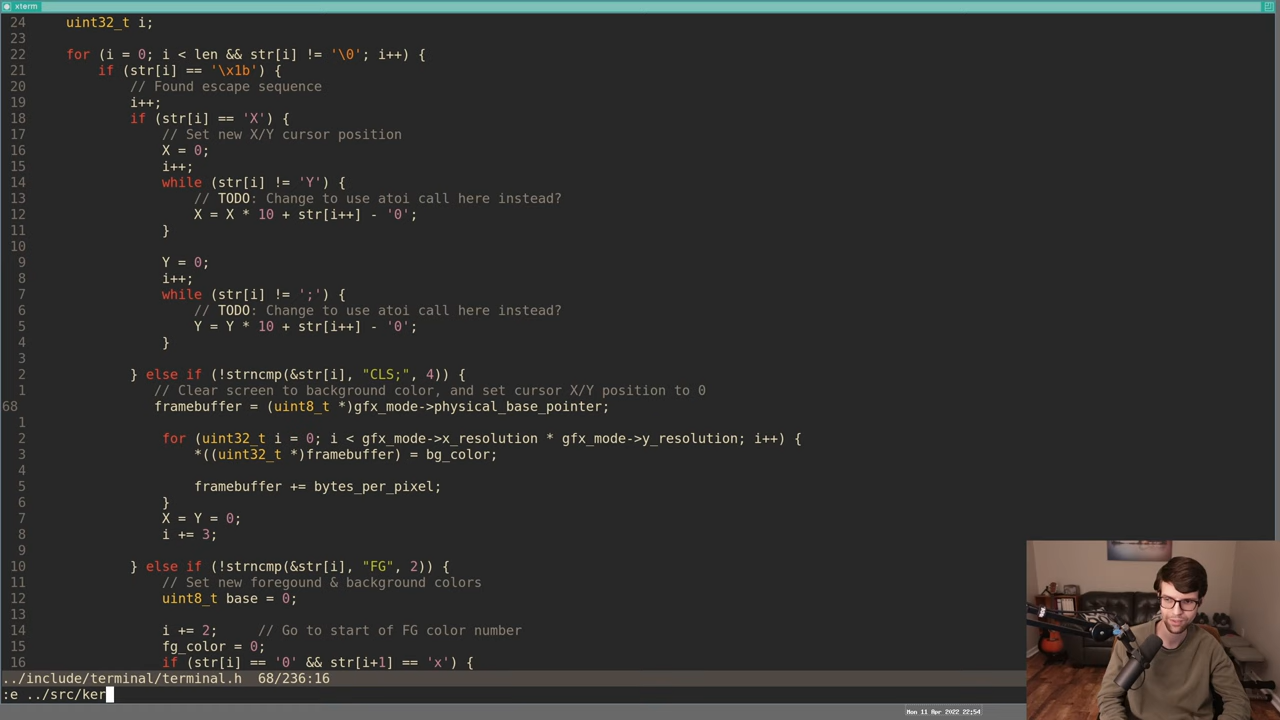 xterm
24 uint32_t i;
23
22 for (i = 0; i < len && str[i] != '\0'; i++) {
21 if (str[i] == '\x1b') {
20 // Found escape sequence
19 i++;
18 if (str[i] == 'X') {
17 // Set new X/Y cursor position
16 X = 0;
15 i++;
14 while (str[i] != 'Y') {
13 // TODO: Change to use atoi call here instead?
12 X = X * 10 + str[i++] - '0';
11 }
10
9 Y = 0;
8 i++;
7 while (str[i] != ';') {
6 // TODO: Change to use atoi call here instead?
5 Y = Y * 10 + str[i++] - '0';
4 }
3
2 } else if (!strncmp(&str[i], "CLS;", 4)) {
1 // Clear screen to background color, and set cursor X/Y position to 0
68 framebuffer = (uint8_t *)gfx_mode->physical_base_pointer;
1
2 for (uint32_t i = 0; i < gfx_mode->x_resolution * gfx_mode->y_resolution; i++) {
3 *((uint32_t *)framebuffer) = bg_color;
4
5 framebuffer += bytes_per_pixel;
6 }
7 X = Y = 0;
8 i += 3;
9
10 } else if (!strncmp(&str[i], "FG", 2)) {
11 // Set new foregound & background colors
12 uint8_t base = 0;
13
14 i += 2; // Go to start of FG color number
15 fg_color = 0;
16 if (str[i] == '0' && str[i+1] == 'x') {
../include/terminal/terminal.h 68/236:16
:e ../src/ker
Mon 11 Apr 2022 22:54